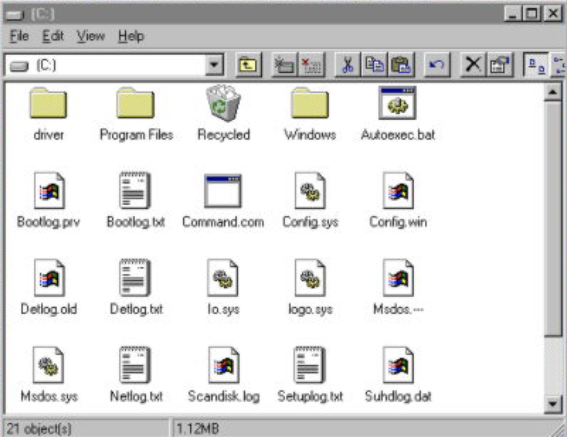 (C:)
File Edit View Help
(C:)
driver Program Files Recycled Windows Autoexec.bat
Bootlog.prv Bootlog.txt Command.com Config.sys Config.win
Detlog.old Detlog.txt Io.sys logo.sys Msdos.---
Msdos.sys Netlog.txt Scandisk.log Setuplog.txt Suhdlog.dat
21 object(s) 1.12MB